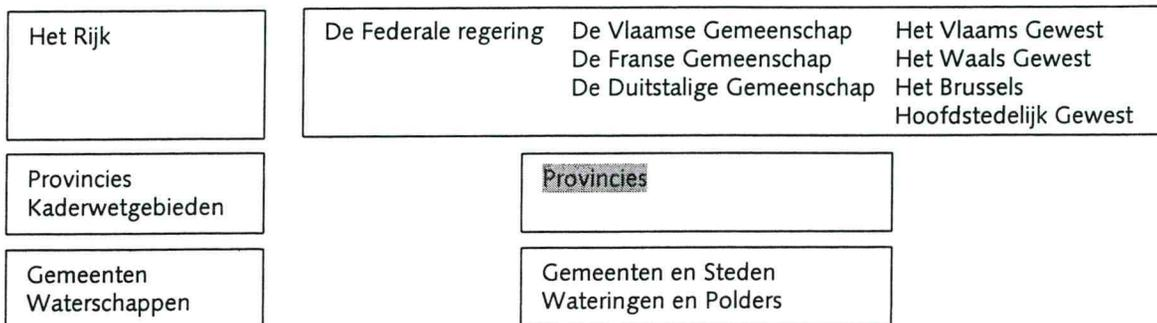 Het Rijk
De Federale regering
De Vlaamse Gemeenschap
De Franse Gemeenschap
De Duitstalige Gemeenschap
Het Vlaams Gewest
Het Waals Gewest
Het Brussels
Hoofdstedelijk Gewest
Provincies
Kaderwetgebieden
Provincies
Gemeenten
Waterschappen
Gemeenten en Steden
Wateringen en Polders